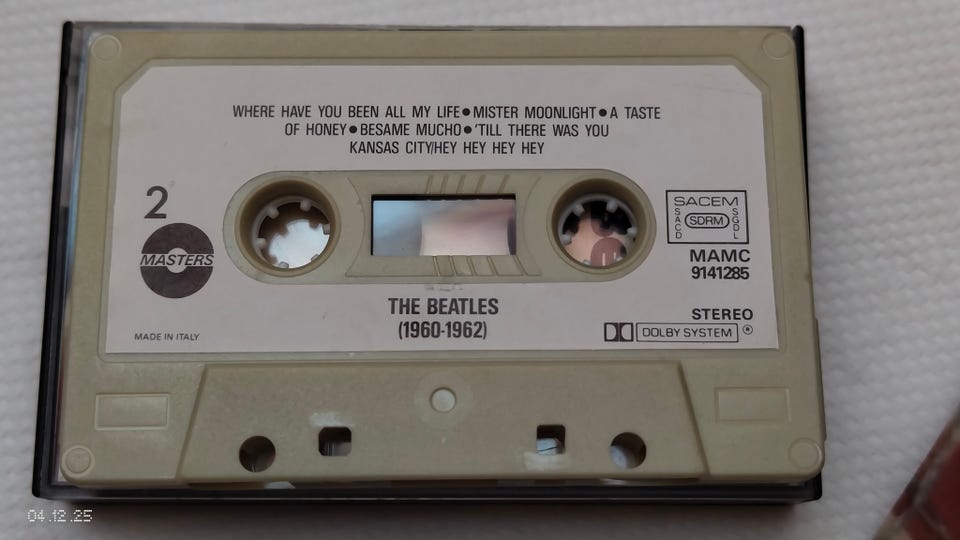 WHERE HAVE YOU BEEN ALL MY LIFE●MISTER MOONLIGHT●A TASTE
OF HONEY●BESAME MUCHO●'TILL THERE WAS YOU
KANSAS CITY/HEY HEY HEY HEY
2
MASTERS
SACEM
SACD
SDRM
SGDL
MAMC
9141285
THE BEATLES
(1960-1962)
STEREO
DOLBY SYSTEM ®
MADE IN ITALY
04.12.25